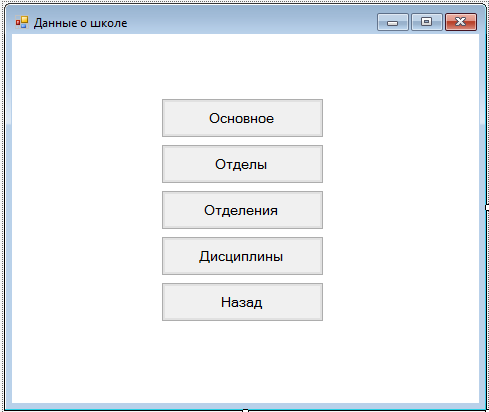 Данные о школе
Основное
Отделы
Отделения
Дисциплины
Назад